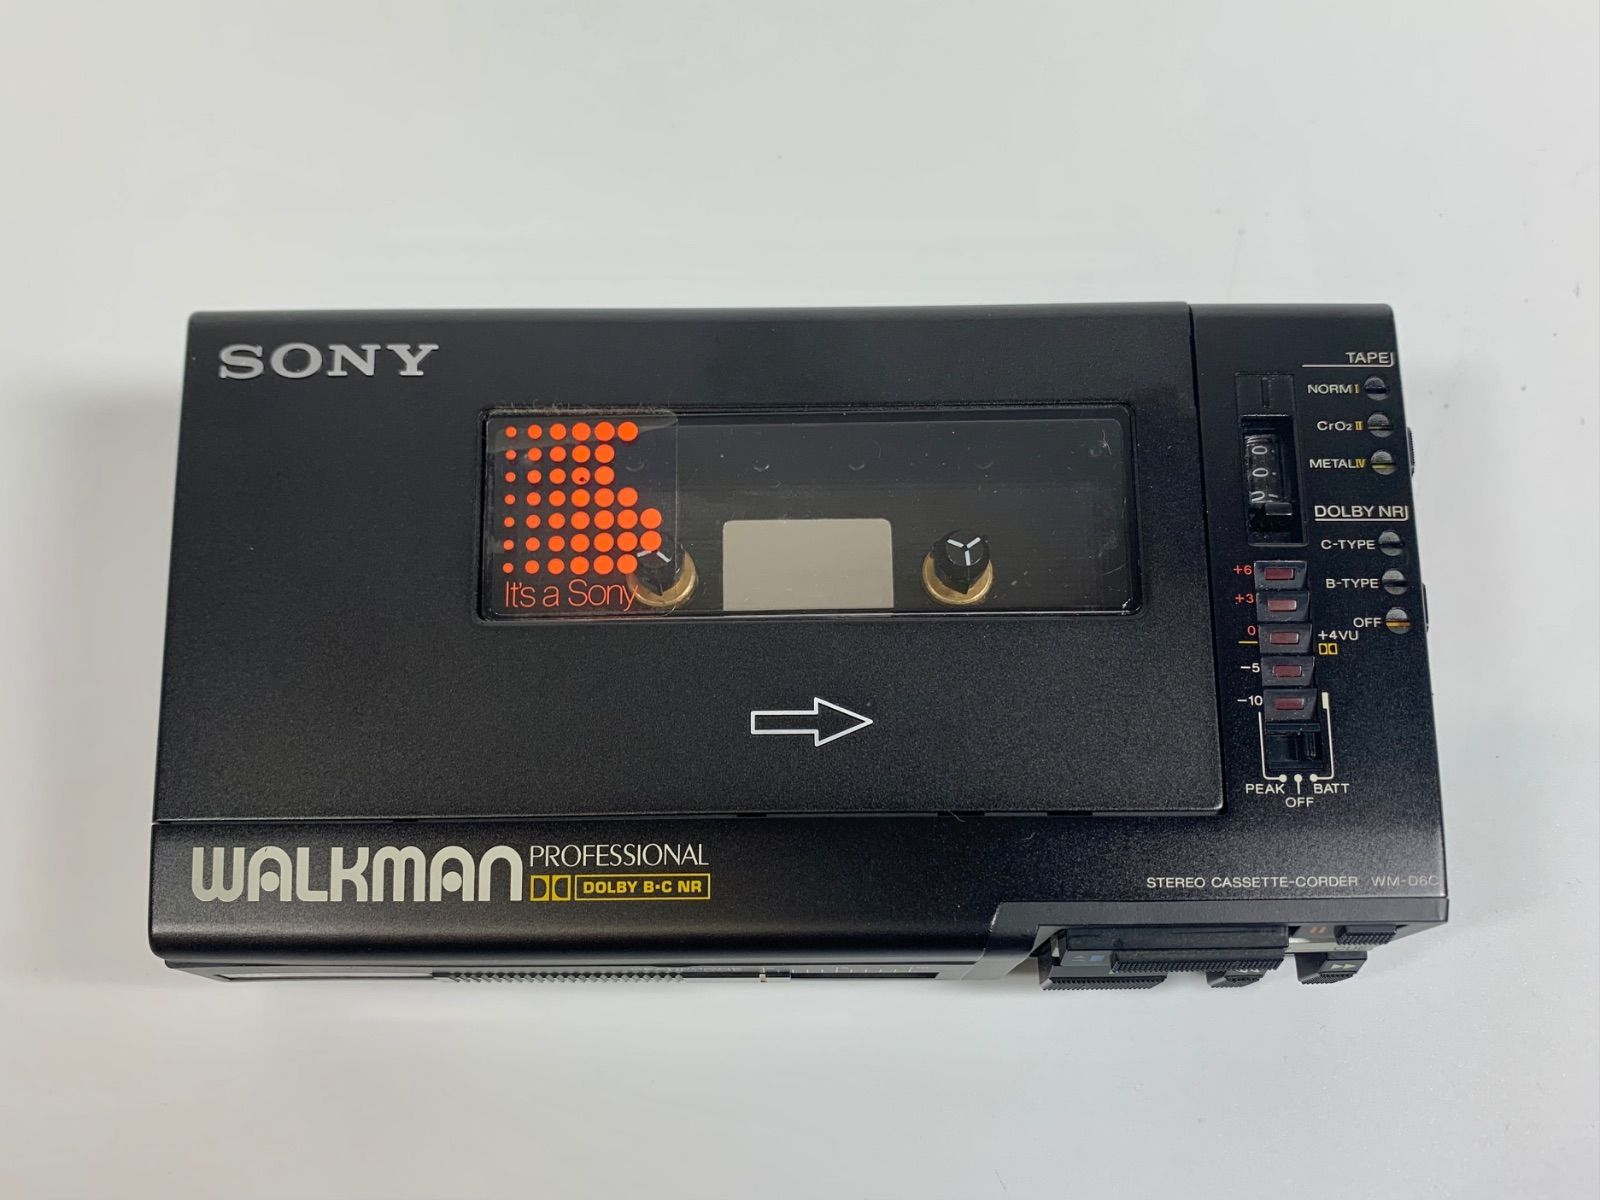 SONY
It's a Sony
TAPE
NORM I
CrO2 II
METAL IV
DOLBY NR
C-TYPE
B-TYPE
OFF
+6
+3
0
+4VU
-5
-10
PEAK
BATT
OFF
WALKMAN PROFESSIONAL
DOLBY B•C NR
STEREO CASSETTE-CORDER WM-D6C